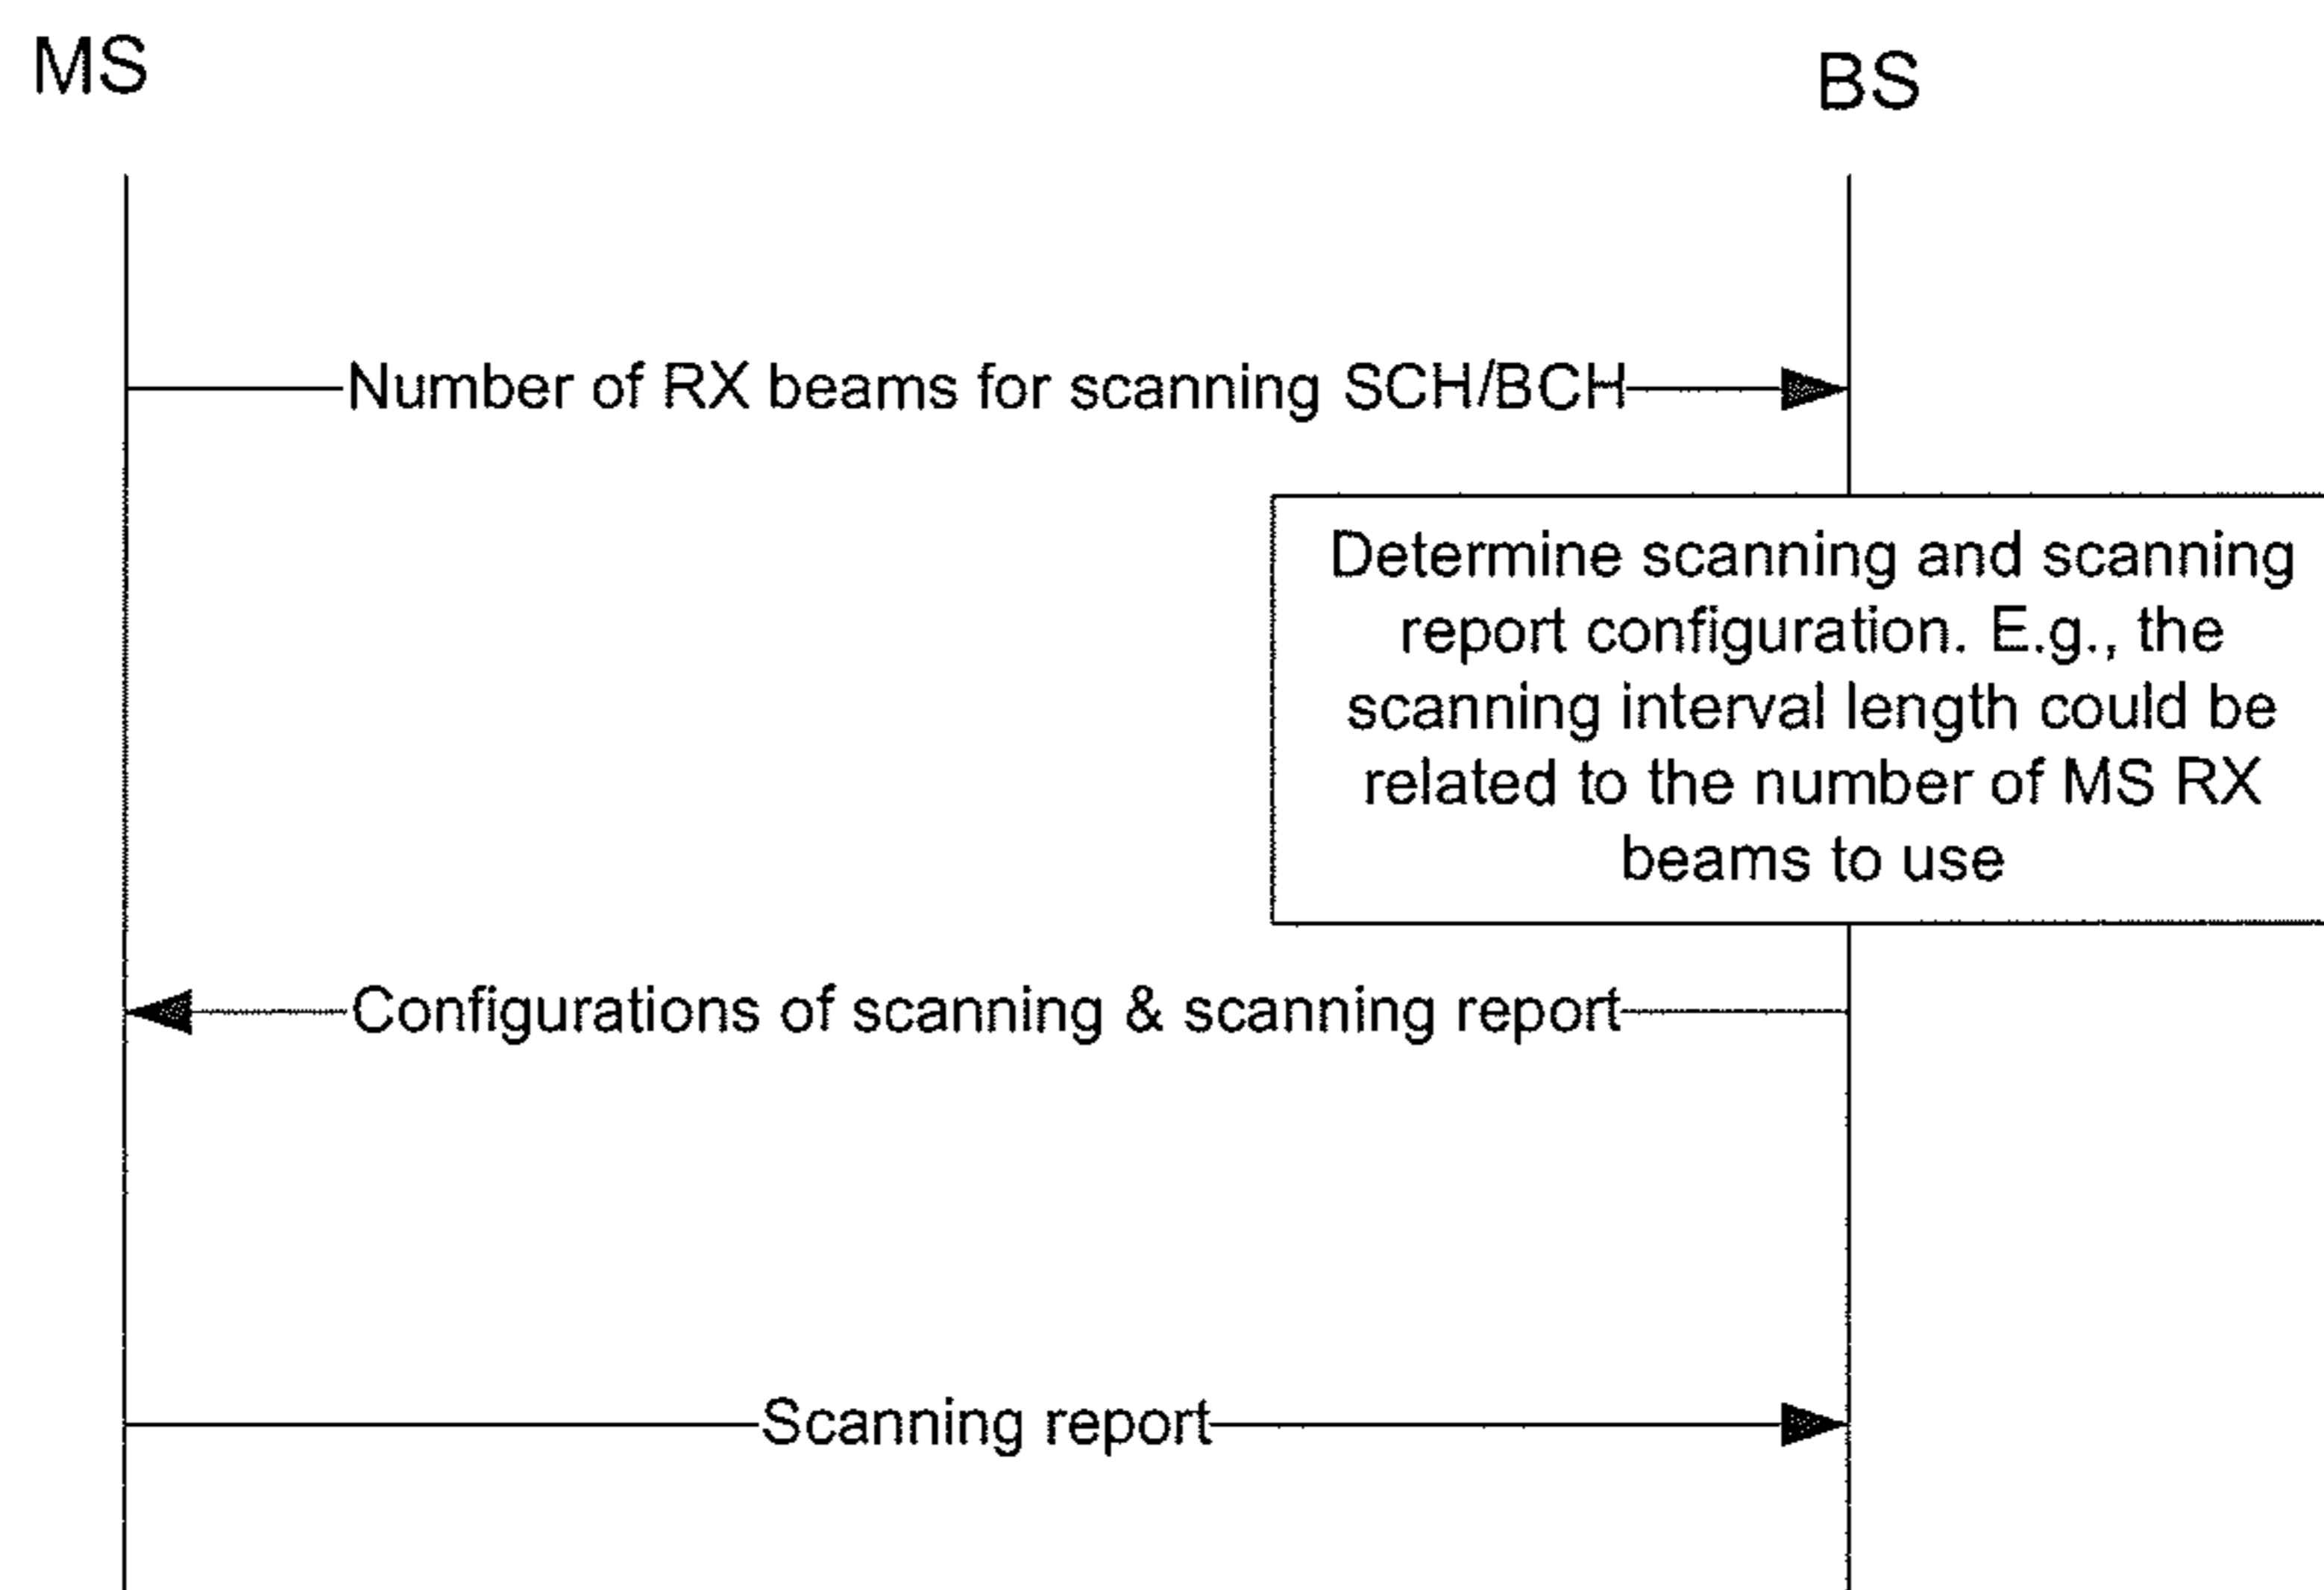 MS
BS
Number of RX beams for scanning SCH/BCH
Determine scanning and scanning
report configuration. E.g., the
scanning interval length could be
related to the number of MS RX
beams to use
Configurations of scanning & scanning report
Scanning report